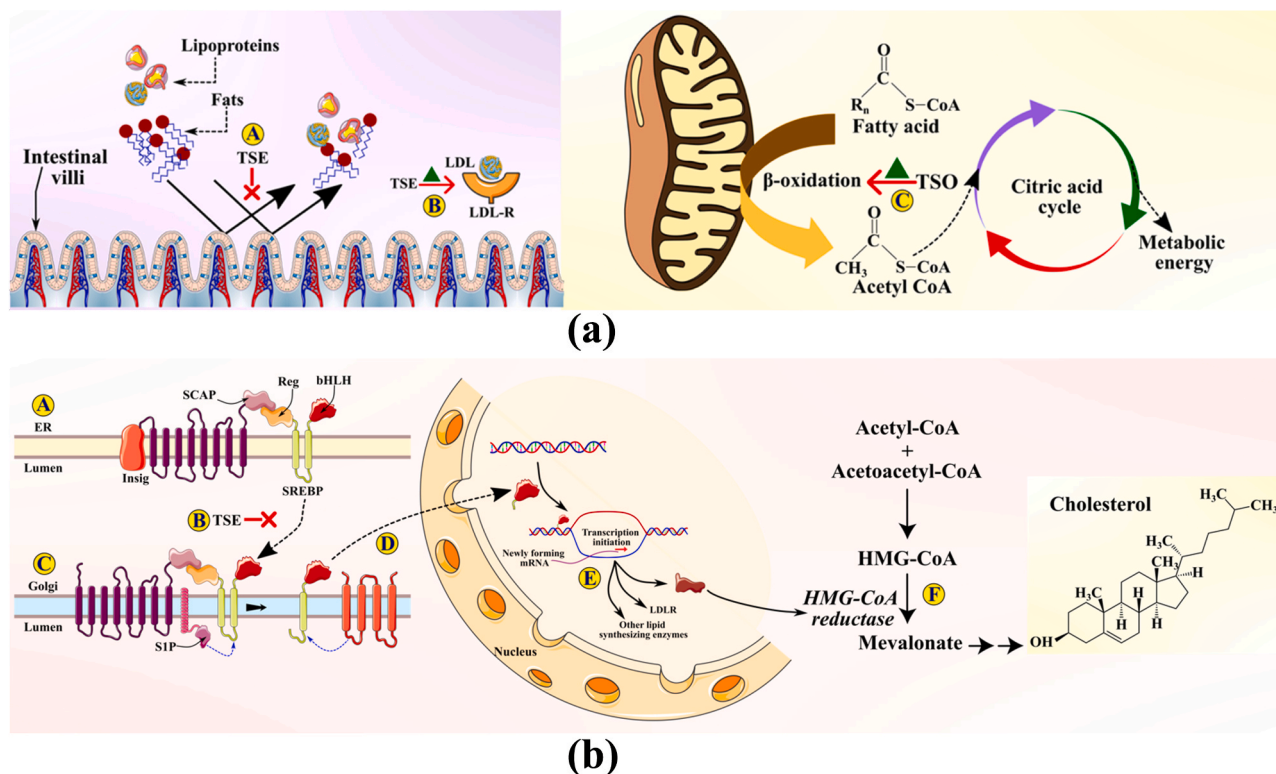 Lipoproteins
Fats
A
TSE
Intestinal
villi
LDL
TSE
B
LDL-R
O
C
Rn
S−CoA
Fatty acid
β-oxidation
TSO
C
O
C
CH3
S−CoA
Acetyl CoA
Citric acid
cycle
Metabolic
energy
(a)
A
ER
Lumen
SCAP
Reg
bHLH
Insig
SREBP
B
TSE
C
Golgi
Lumen
S1P
D
Transcription
initiation
Newly forming
mRNA
E
LDLR
Other lipid
synthesizing enzymes
Nucleus
Acetyl-CoA
+
Acetoacetyl-CoA
HMG-CoA
HMG-CoA
reductase
F
Mevalonate
Cholesterol
H3C
CH3
CH3
CH3
CH3
H
H
H
H
OH
(b)